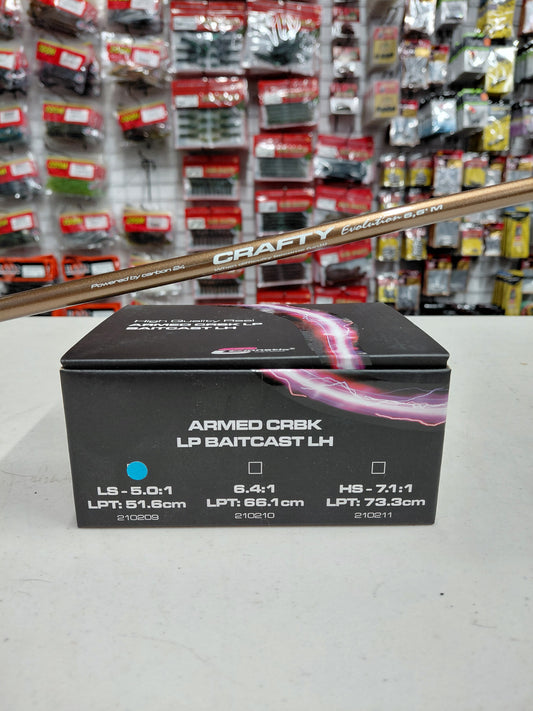 CRAFTY Evolution 6,6' M
Powered by carbon 24
High Quality Reel
ARMED CRBK LP
BAITCAST LH
ARMED CRBK
LP BAITCAST LH
LS - 5.0:1
LPT: 51.6cm
210209
6.4:1
LPT: 66.1cm
210210
HS - 7.1:1
LPT: 73.3cm
210211